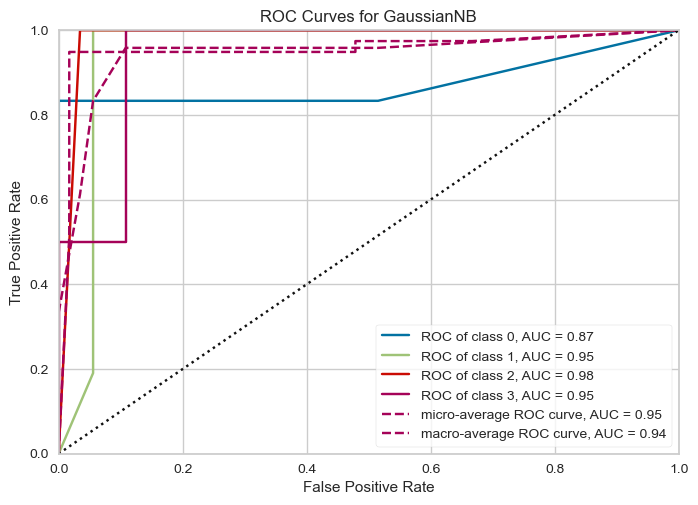 ROC Curves for GaussianNB
1.0
0.8
0.6
0.4
0.2
0.0
True Positive Rate
ROC of class 0, AUC = 0.87
ROC of class 1, AUC = 0.95
ROC of class 2, AUC = 0.98
ROC of class 3, AUC = 0.95
micro-average ROC curve, AUC = 0.95
macro-average ROC curve, AUC = 0.94
0.0 0.2 0.4 0.6 0.8 1.0
False Positive Rate